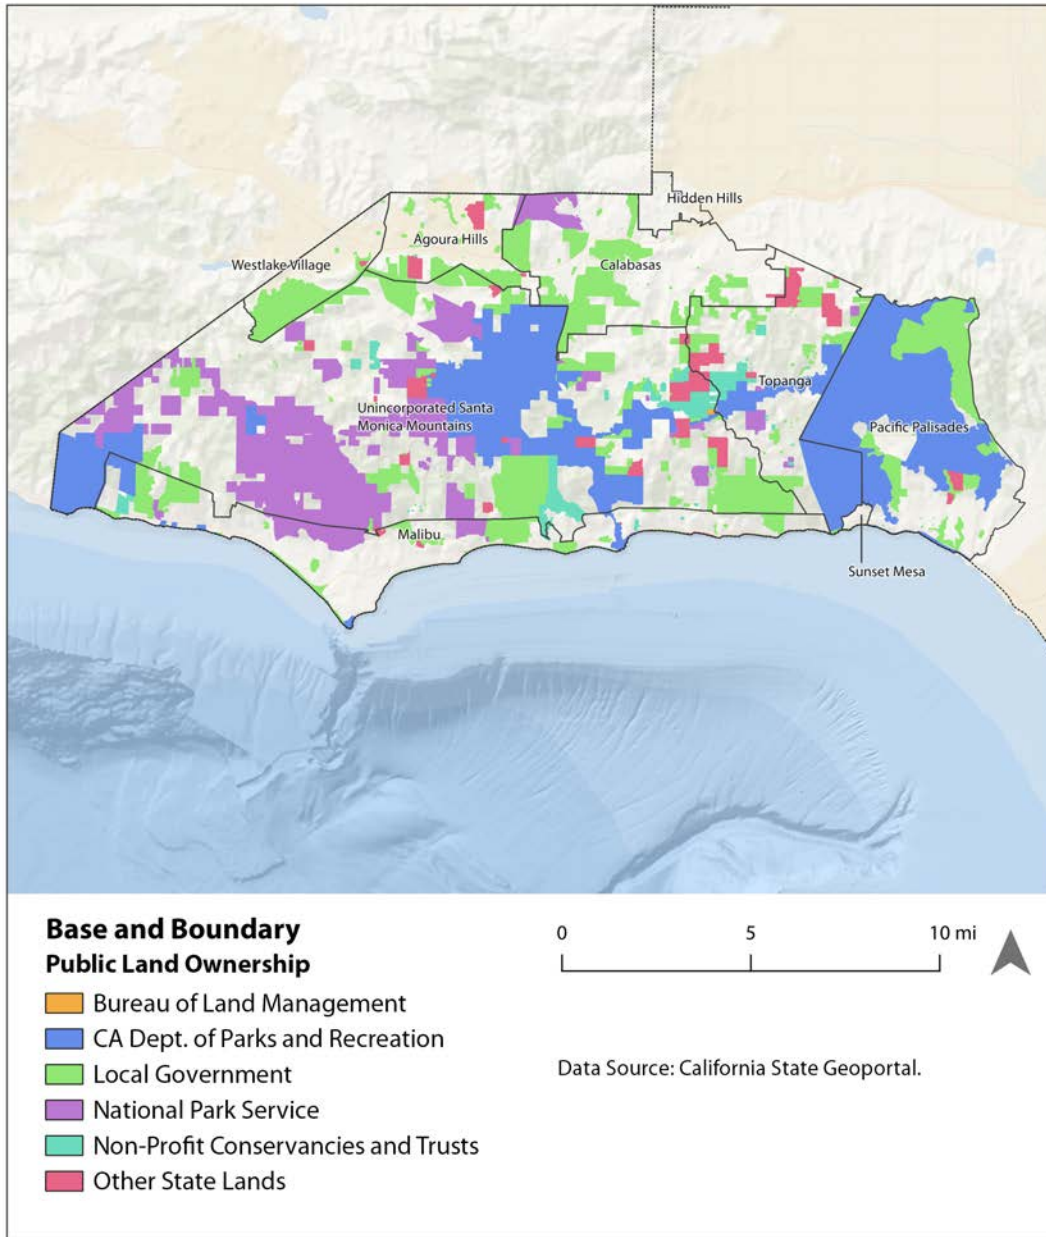 Hidden Hills
Agoura Hills
Westlake Village
Calabasas
Topanga
Unincorporated Santa
Monica Mountains
Pacific Palisades
Malibu
Sunset Mesa
Base and Boundary
Public Land Ownership
Bureau of Land Management
CA Dept. of Parks and Recreation
Local Government
National Park Service
Non-Profit Conservancies and Trusts
Other State Lands
0 5 10 mi
Data Source: California State Geoportal.